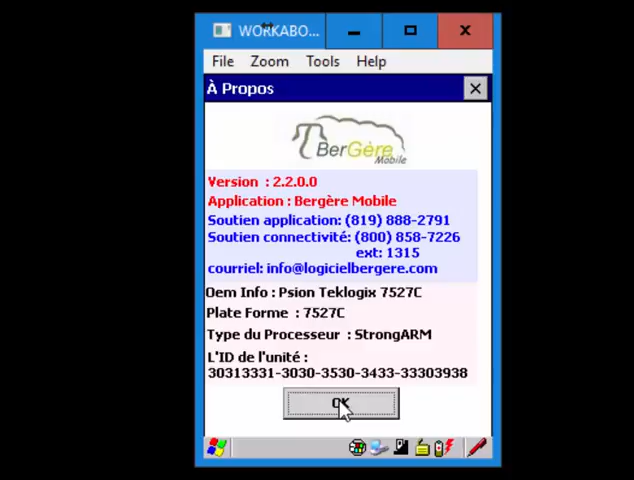 WORKABO...
File Zoom Tools Help
À Propos
BerGère
Mobile
Version : 2.2.0.0
Application : Bergère Mobile
Soutien application: (819) 888-2791
Soutien connectivité: (800) 858-7226
ext: 1315
courriel: info@logicielbergere.com
Oem Info : Psion Teklogix 7527C
Plate Forme : 7527C
Type du Processeur : StrongARM
L'ID de l'unité :
30313331-3030-3530-3433-33303938
OK